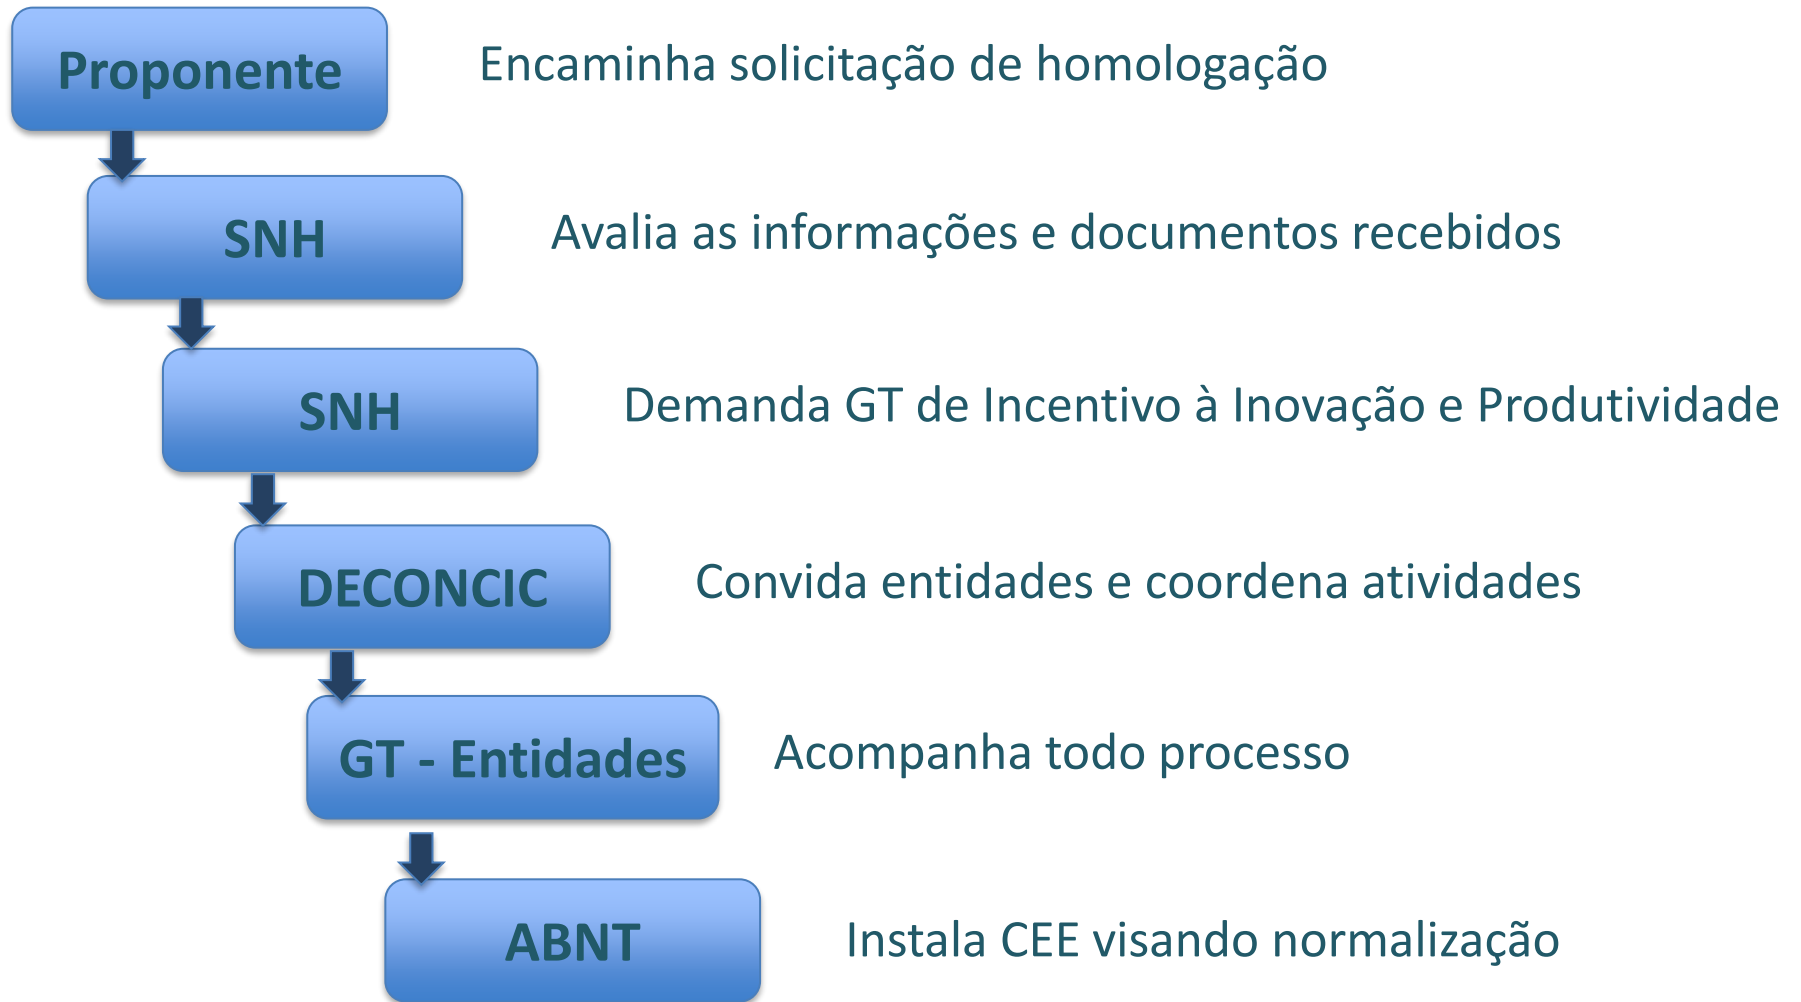 Proponente
Encaminha solicitação de homologação
SNH
Avalia as informações e documentos recebidos
SNH
Demanda GT de Incentivo à Inovação e Produtividade
DECONCIC
Convida entidades e coordena atividades
GT - Entidades
Acompanha todo processo
ABNT
Instala CEE visando normalização